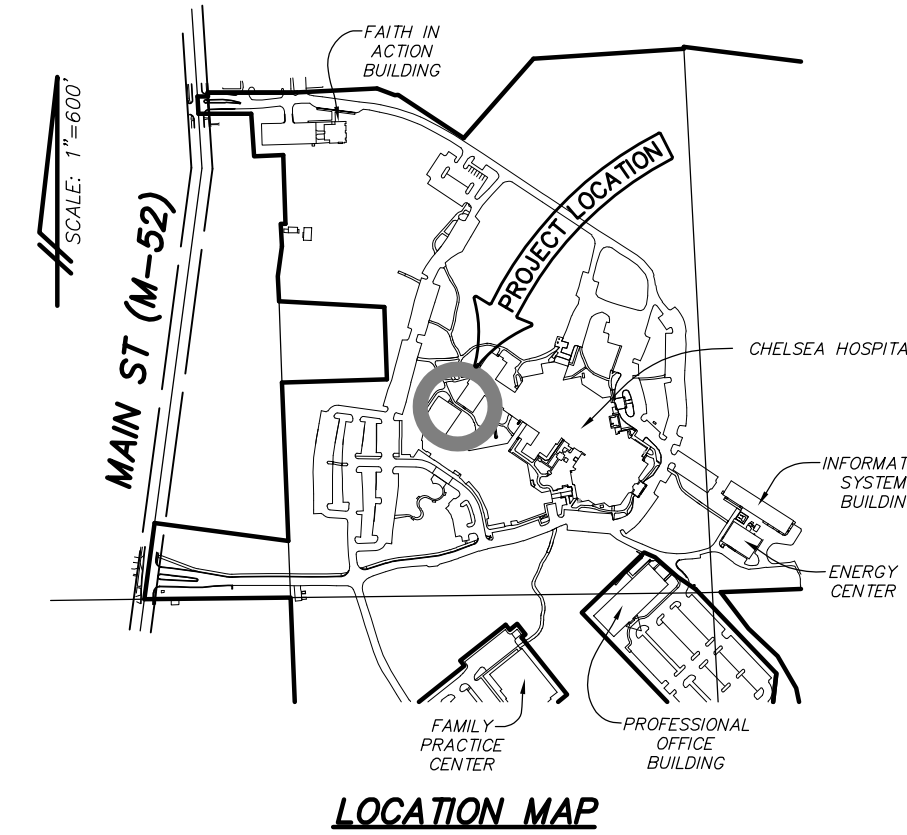 FAITH IN
ACTION
BUILDING
SCALE: 1"=600'
MAIN ST (M-52)
PROJECT LOCATION
CHELSEA HOSPITA
INFORMAT
SYSTEM
BUILDIN
ENERGY
CENTER
FAMILY
PRACTICE
CENTER
PROFESSIONAL
OFFICE
BUILDING
LOCATION MAP